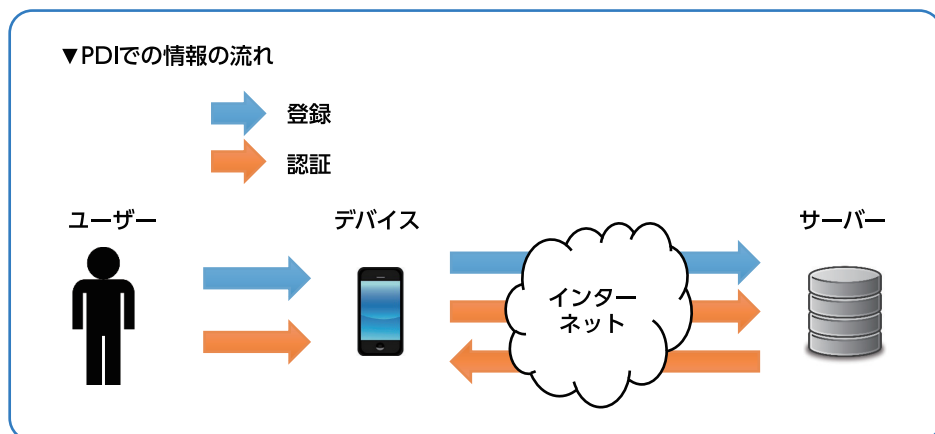 ▼PDIでの情報の流れ
登録
認証
ユーザー
デバイス
サーバー
インター
ネット